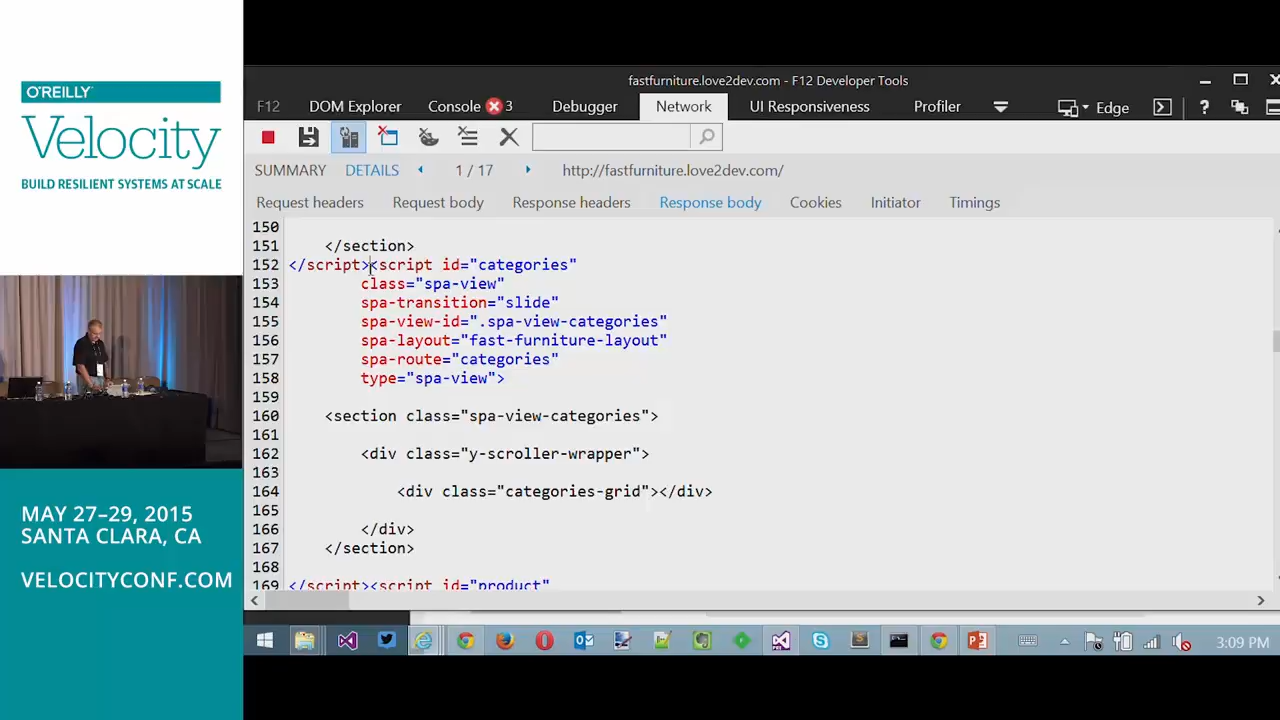 O'REILLY
Velocity
BUILD RESILIENT SYSTEMS AT SCALE
MAY 27–29, 2015
SANTA CLARA, CA
VELOCITYCONF.COM
fastfurniture.love2dev.com - F12 Developer Tools
F12 DOM Explorer Console 3 Debugger Network UI Responsiveness Profiler Edge ?
SUMMARY DETAILS 1 / 17 http://fastfurniture.love2dev.com/
Request headers Request body Response headers Response body Cookies Initiator Timings
150
151 </section>
152 </script><script id="categories"
153 class="spa-view"
154 spa-transition="slide"
155 spa-view-id=".spa-view-categories"
156 spa-layout="fast-furniture-layout"
157 spa-route="categories"
158 type="spa-view">
159
160 <section class="spa-view-categories">
161
162 <div class="y-scroller-wrapper">
163
164 <div class="categories-grid"></div>
165
166 </div>
167 </section>
168
169 </script><script id="product"
3:09 PM